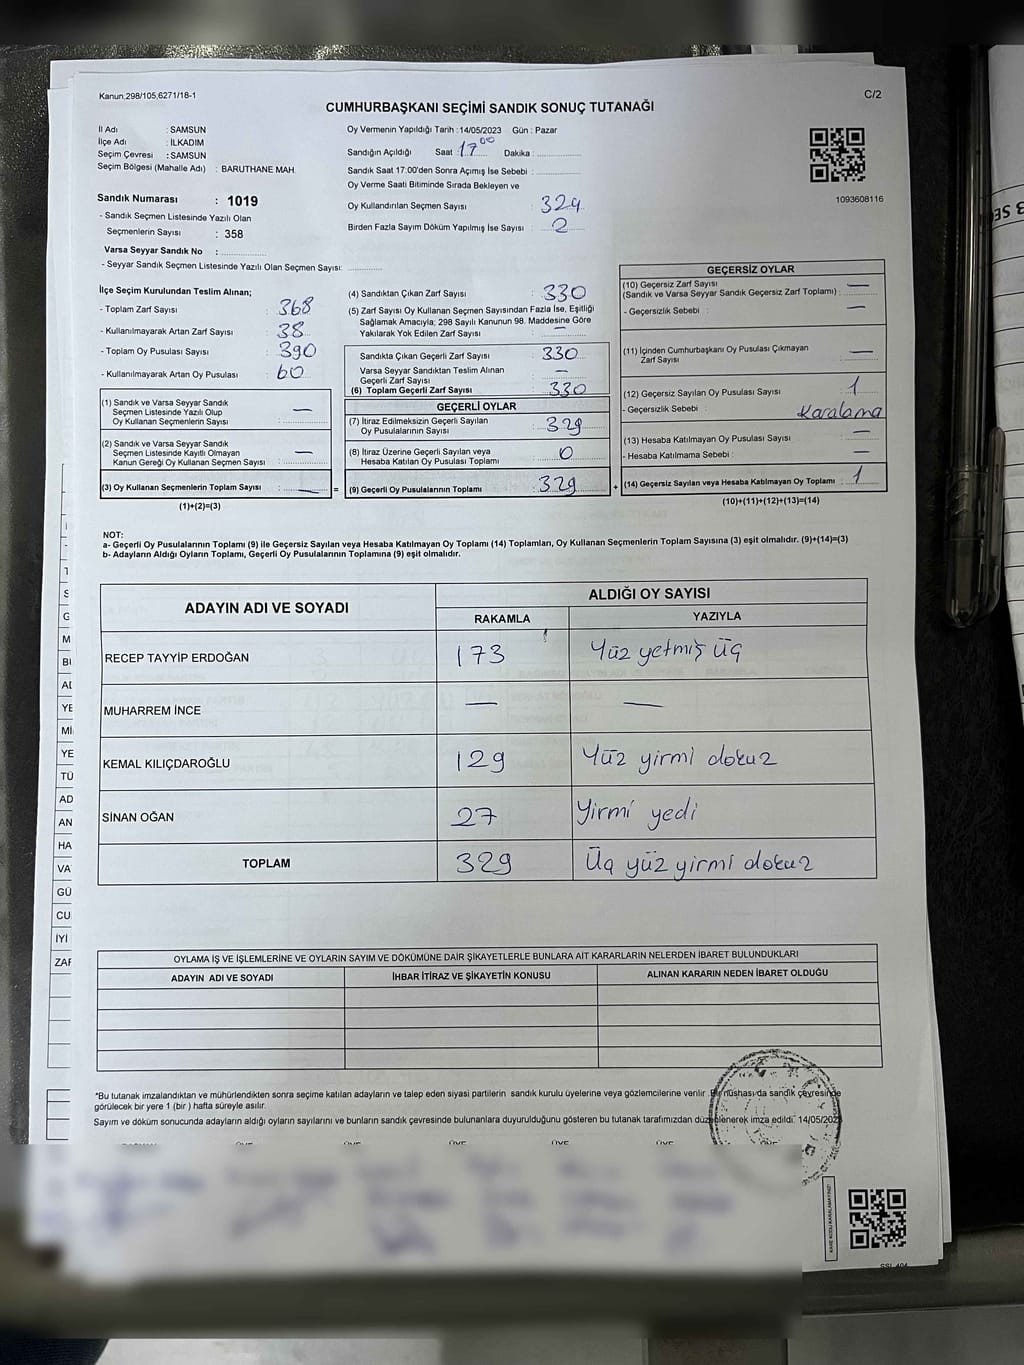 Kanun,298/105,6271/18-1
C/2
CUMHURBAŞKANI SEÇİMİ SANDIK SONUÇ TUTANAĞI
İl Adı : SAMSUN
İlçe Adı : İLKADIM
Seçim Çevresi : SAMSUN
Seçim Bölgesi (Mahalle Adı) : BARUTHANE MAH.
Sandık Numarası : 1019
- Sandık Seçmen Listesinde Yazılı Olan
Seçmenlerin Sayısı : 358
Varsa Seyyar Sandık No :
- Seyyar Sandık Seçmen Listesinde Yazılı Olan Seçmen Sayısı:
Oy Vermenin Yapıldığı Tarih : 14/05/2023 Gün : Pazar
Sandığın Açıldığı Saat : 17 00 Dakika :
Sandık Saat 17:00'den Sonra Açımış İse Sebebi :
Oy Verme Saati Bitiminde Sırada Bekleyen ve
Oy Kullandırılan Seçmen Sayısı 329
Birden Fazla Sayım Döküm Yapılmış İse Sayısı : 2
1093608116
İlçe Seçim Kurulundan Teslim Alınan;
- Toplam Zarf Sayısı : 368
- Kullanılmayarak Artan Zarf Sayısı : 38
- Toplam Oy Pusulası Sayısı : 390
- Kullanılmayarak Artan Oy Pusulası : 60
(1) Sandık ve Varsa Seyyar Sandık
Seçmen Listesinde Yazılı Olup
Oy Kullanan Seçmenlerin Sayısı : —
(2) Sandık ve Varsa Seyyar Sandık
Seçmen Listesinde Kayıtlı Olmayan
Kanun Gereği Oy Kullanan Seçmen Sayısı : —
(3) Oy Kullanan Seçmenlerin Toplam Sayısı : —
(1)+(2)=(3)
(4) Sandıktan Çıkan Zarf Sayısı : 330
(5) Zarf Sayısı Oy Kullanan Seçmen Sayısından Fazla İse, Eşitliği
Sağlamak Amacıyla; 298 Sayılı Kanunun 98. Maddesine Göre
Yakılarak Yok Edilen Zarf Sayısı : —
Sandıkta Çıkan Geçerli Zarf Sayısı : 330
Varsa Seyyar Sandıktan Teslim Alınan
Geçerli Zarf Sayısı : —
(6) Toplam Geçerli Zarf Sayısı : 330
GEÇERLİ OYLAR
(7) İtiraz Edilmeksizin Geçerli Sayılan
Oy Pusulalarının Sayısı : 329
(8) İtiraz Üzerine Geçerli Sayılan veya
Hesaba Katılan Oy Pusulası Toplamı : 0
= (9) Geçerli Oy Pusulalarının Toplamı : 329 +
GEÇERSİZ OYLAR
(10) Geçersiz Zarf Sayısı
(Sandık ve Varsa Seyyar Sandık Geçersiz Zarf Toplamı) : —
- Geçersizlik Sebebi : —
(11) İçinden Cumhurbaşkanı Oy Pusulası Çıkmayan
Zarf Sayısı : —
(12) Geçersiz Sayılan Oy Pusulası Sayısı : 1
- Geçersizlik Sebebi : Karalama
(13) Hesaba Katılmayan Oy Pusulası Sayısı : —
- Hesaba Katılmama Sebebi : —
(14) Geçersiz Sayılan veya Hesaba Katılmayan Oy Toplamı : 1
(10)+(11)+(12)+(13)=(14)
NOT:
a- Geçerli Oy Pusulalarının Toplamı (9) ile Geçersiz Sayılan veya Hesaba Katılmayan Oy Toplamı (14) Toplamları, Oy Kullanan Seçmenlerin Toplam Sayısına (3) eşit olmalıdır. (9)+(14)=(3)
b- Adayların Aldığı Oyların Toplamı, Geçerli Oy Pusulalarının Toplamına (9) eşit olmalıdır.
ADAYIN ADI VE SOYADI ALDIĞI OY SAYISI
RAKAMLA YAZIYLA
RECEP TAYYİP ERDOĞAN 173 Yüz yetmiş üç
MUHARREM İNCE — —
KEMAL KILIÇDAROĞLU 129 Yüz yirmi dokuz
SİNAN OĞAN 27 Yirmi yedi
TOPLAM 329 Üç yüz yirmi dokuz
OYLAMA İŞ VE İŞLEMLERİNE VE OYLARIN SAYIM VE DÖKÜMÜNE DAİR ŞİKAYETLERLE BUNLARA AİT KARARLARIN NELERDEN İBARET BULUNDUKLARI
ADAYIN ADI VE SOYADI İHBAR İTİRAZ VE ŞİKAYETİN KONUSU ALINAN KARARIN NEDEN İBARET OLDUĞU
*Bu tutanak imzalandıktan ve mühürlendikten sonra seçime katılan adayların ve talep eden siyasi partilerin sandık kurulu üyelerine veya gözlemcilerine verilir. Bir nüshası da sandık çevresinde
görülecek bir yere 1 (bir) hafta süreyle asılır.
Sayım ve döküm sonucunda adayların aldığı oyların sayılarını ve bunların sandık çevresinde bulunanlara duyurulduğunu gösteren bu tutanak tarafımızdan düzenlenerek imza edildi. 14/05/2023
ÜYE ÜYE ÜYE ÜYE ÜYE
KARE KODU KARALAMAYINIZ!